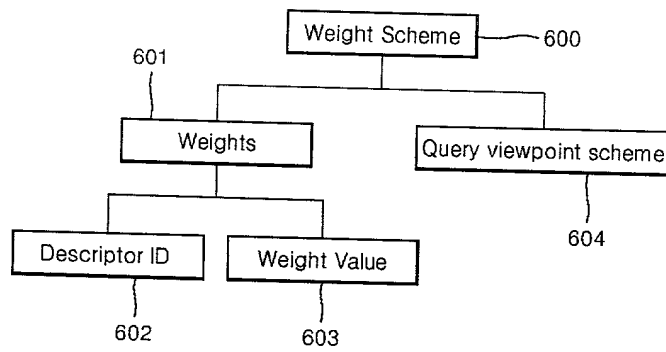 Weight Scheme
600
601
Weights
Query viewpoint scheme
604
Descriptor ID
Weight Value
602
603